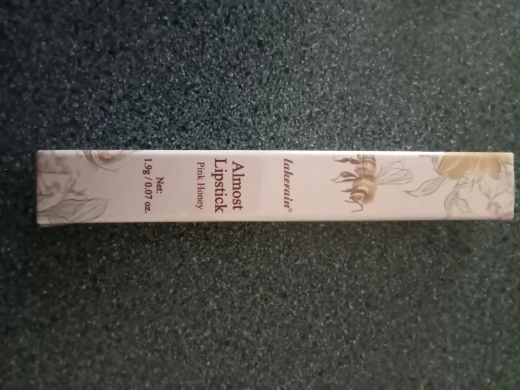 lakerain®
Almost
Lipstick
Pink Honey
Net:
1.9g / 0.07 oz.